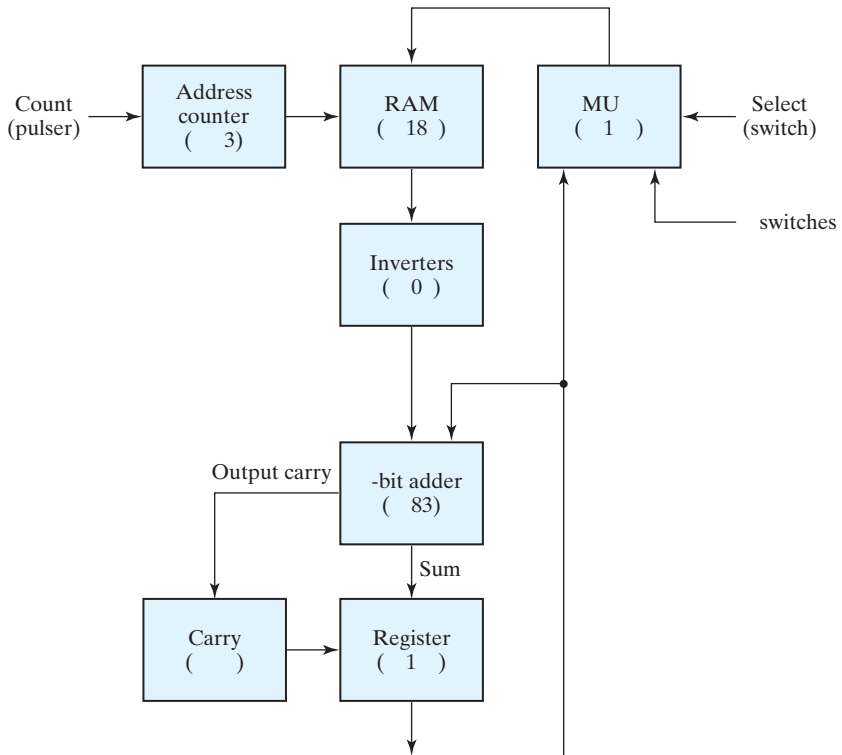 Count
(pulser)
Address
counter
( 3)
RAM
( 18 )
MU
( 1 )
Select
(switch)
switches
Inverters
( 0 )
Output carry
-bit adder
( 83)
Sum
Carry
( )
Register
( 1 )